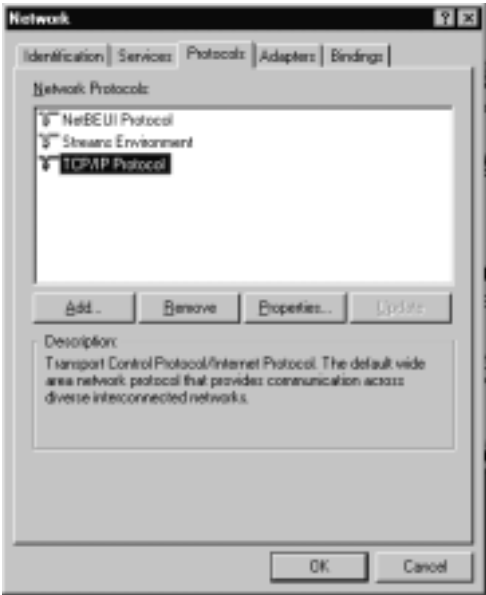 Network
Identification Services Protocols Adapters Bindings
Network Protocols:
NetBEUI Protocol
Streams Environment
TCP/IP Protocol
Add... Remove Properties... Update
Description:
Transport Control Protocol/Internet Protocol. The default wide
area network protocol that provides communication across
diverse interconnected networks.
OK Cancel